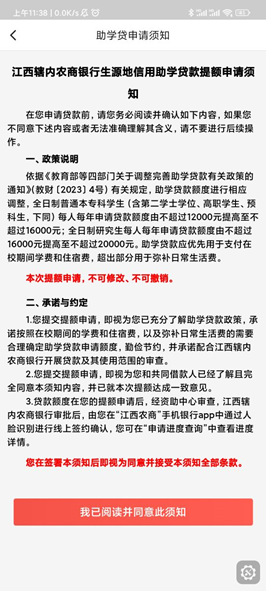 上午11:38 | 0.0K/s
助学贷申请须知
江西辖内农商银行生源地信用助学贷款提额申请须
知
在您申请贷款前，请您务必阅读并确认如下内容，如果您
不同意下述内容或者无法准确理解其含义，请不要进行后续操
作。
一、政策说明
依据《教育部等四部门关于调整完善助学贷款有关政策的
通知》(教财〔2023〕4号) 有关规定，助学贷款额度进行相应
调整，全日制普通本专科学生 (含第二学士学位、高职学生、预
科生，下同) 每人每年申请贷款额度由不超过12000元提高至不
超过16000元；全日制研究生每人每年申请贷款额度由不超过
16000元提高至不超过20000元。助学贷款应优先用于支付在
校期间学费和住宿费，超出部分用于弥补日常生活费。
本次提额申请，不可修改、不可撤销。
二、承诺与约定
1.您提交提额申请，即视为您已充分了解助学贷款政策，承
诺按照在校期间的学费和住宿费，以及弥补日常生活费的需要
合理确定助学贷款申请额度，勤俭节约，并承诺配合江西辖内
农商银行开展贷款及其使用范围的审查。
2.您提交提额申请，即视为您和共同借款人已经了解且完
全同意本须知内容，并已就本次提额达成一致意见。
3.贷款额度在您的提额申请后，经资助中心审查，江西辖
内农商银行审批后，由您在“江西农商”手机银行app中通过人
脸识别进行线上签约确认，您可在“申请进度查询”中查看进度
详情。
您在签署本须知后即视为同意并接受本须知全部条款。
我已阅读并同意此须知